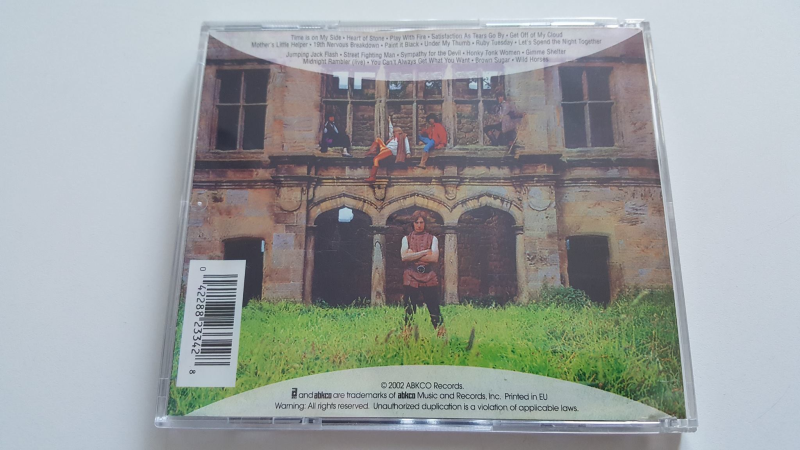 Time is on My Side • Heart of Stone • Play With Fire • Satisfaction As Tears Go By • Get Off of My Cloud
Mother's Little Helper • 19th Nervous Breakdown • Paint It Black • Under My Thumb • Ruby Tuesday • Let's Spend the Night Together
Jumping Jack Flash • Street Fighting Man • Sympathy for the Devil • Honky Tonk Women • Gimme Shelter
Midnight Rambler (live) • You Can't Always Get What You Want • Brown Sugar • Wild Horses
0 42288 23342 8
© 2002 ABKCO Records.
and abkco are trademarks of abkco Music and Records, Inc. Printed in EU
Warning: All rights reserved. Unauthorized duplication is a violation of applicable laws.